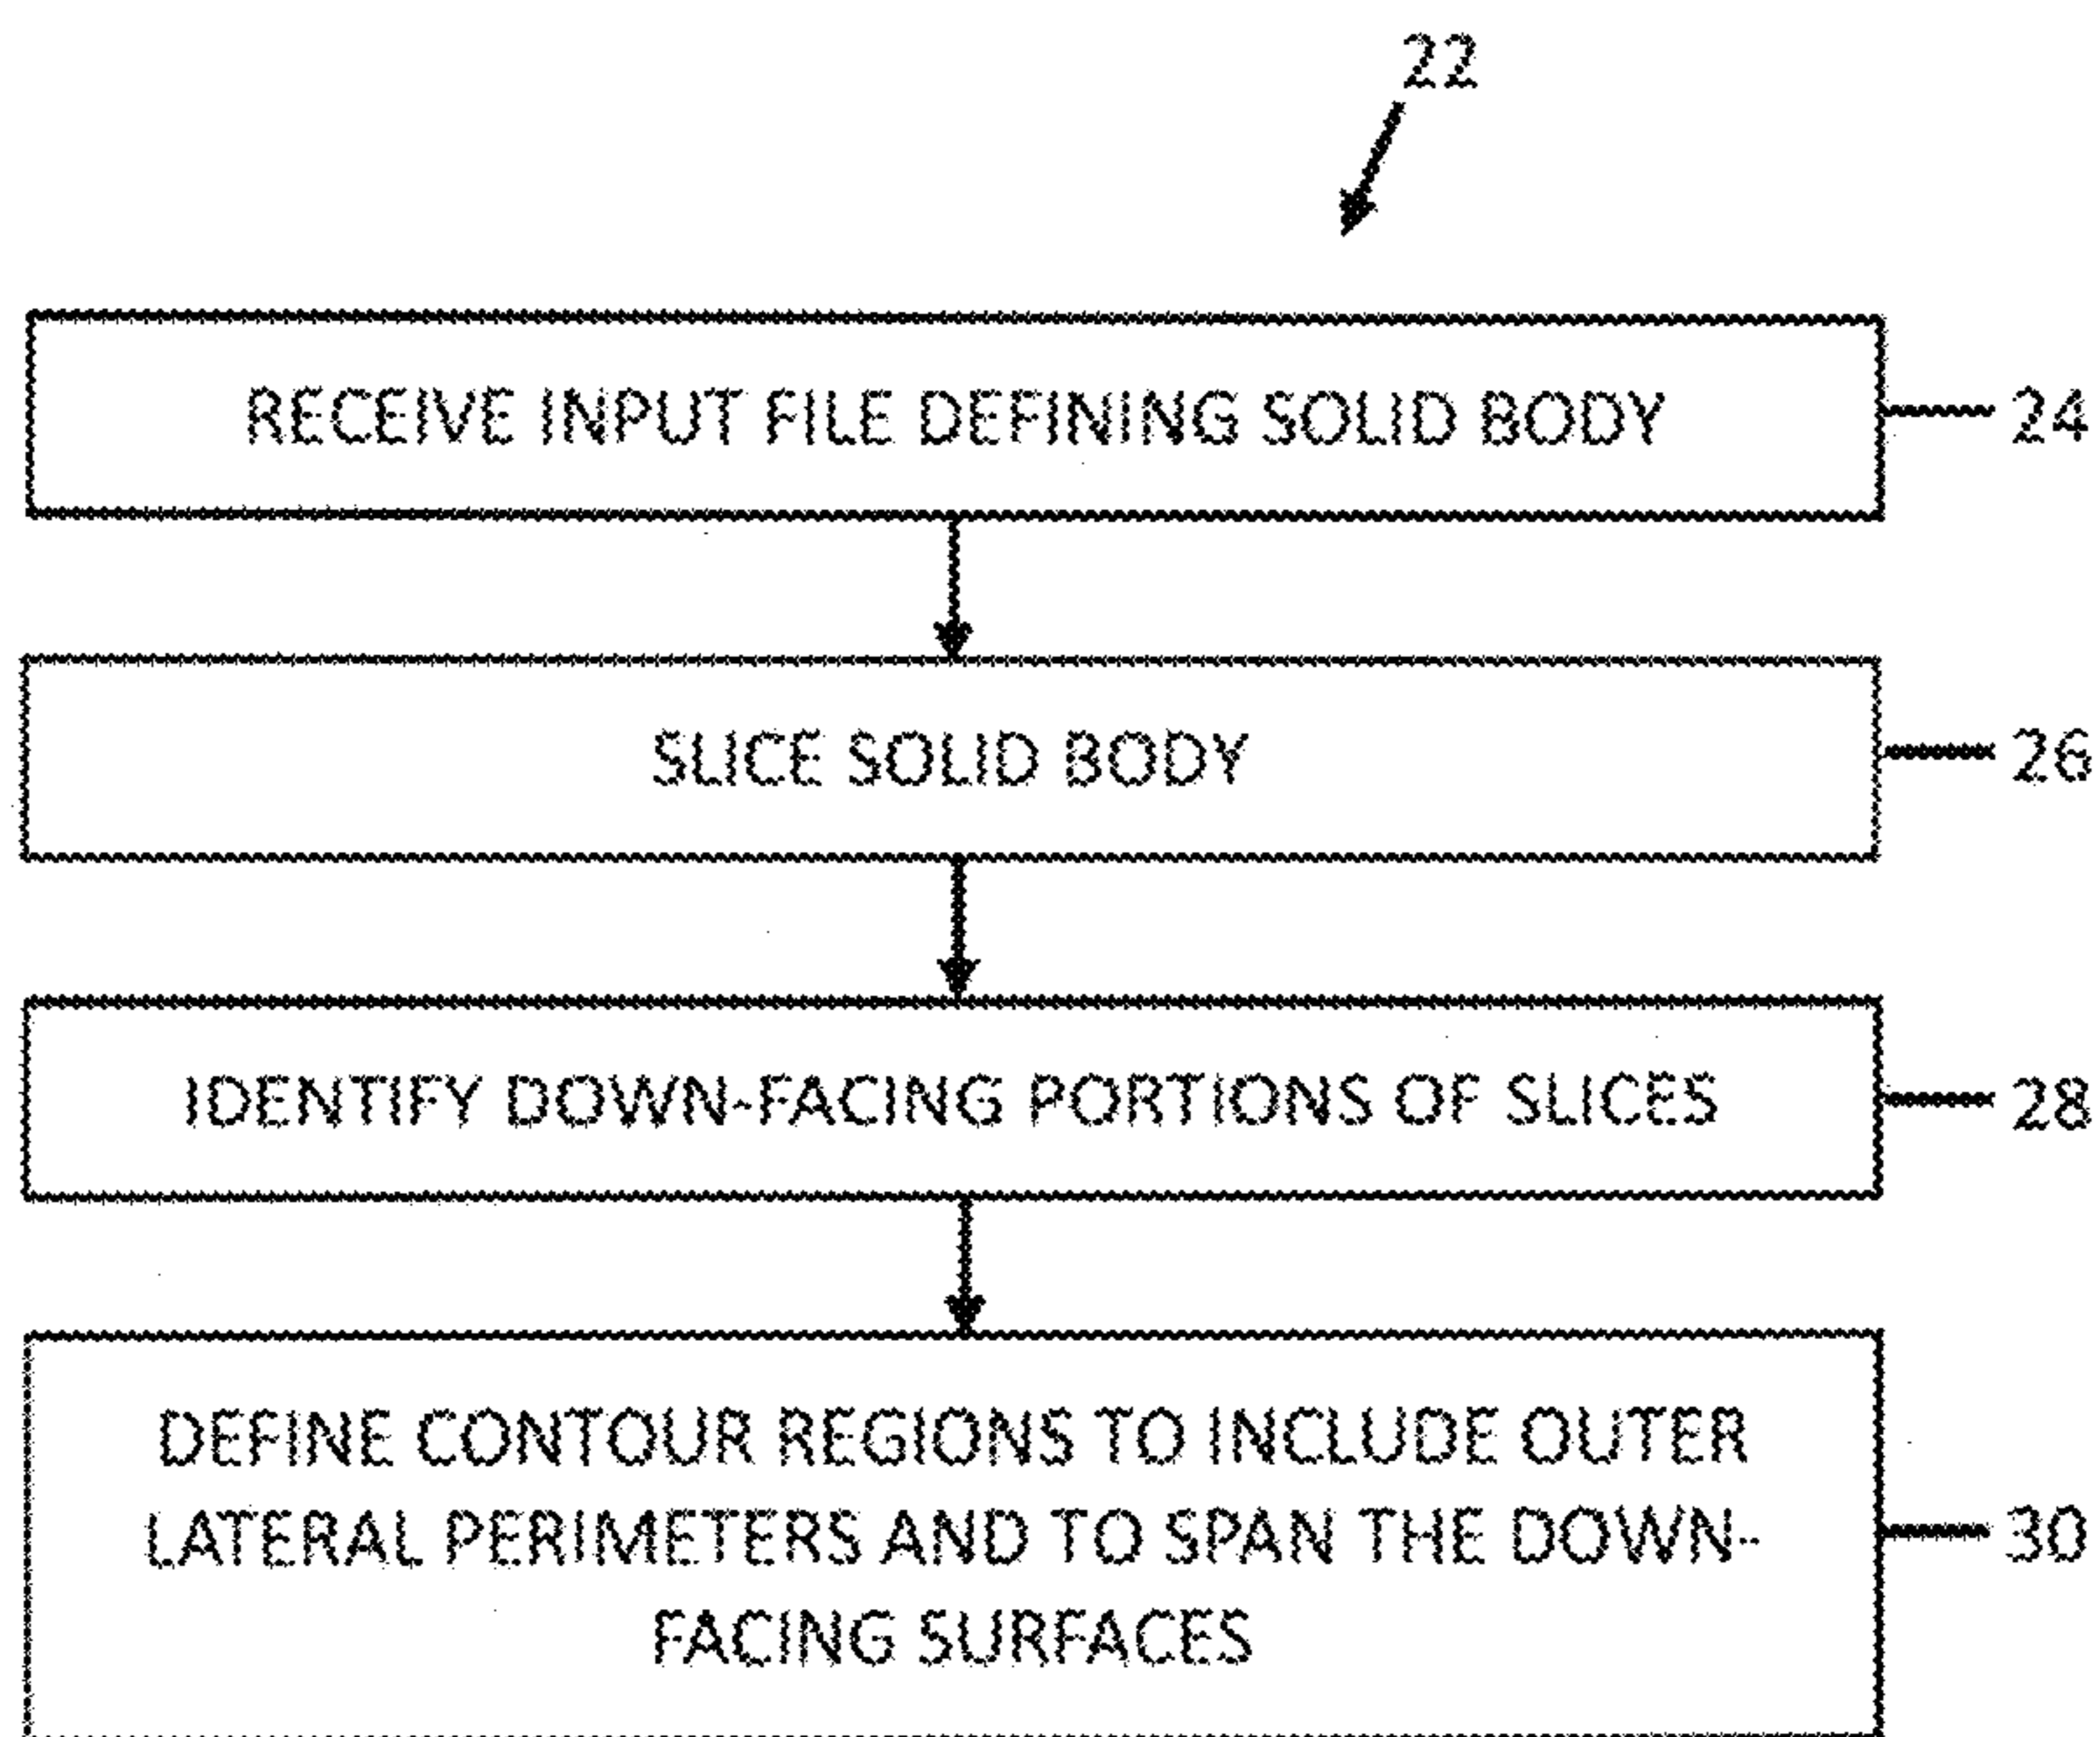 22
RECEIVE INPUT FILE DEFINING SOLID BODY
24
SLICE SOLID BODY
26
IDENTIFY DOWN-FACING PORTIONS OF SLICES
28
DEFINE CONTOUR REGIONS TO INCLUDE OUTER
LATERAL PERIMETERS AND TO SPAN THE DOWN-
FACING SURFACES
30